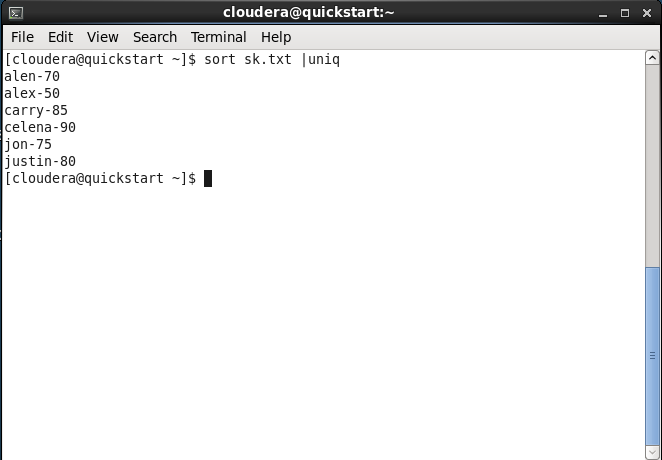 cloudera@quickstart:~
File Edit View Search Terminal Help
[cloudera@quickstart ~]$ sort sk.txt |uniq
alen-70
alex-50
carry-85
celena-90
jon-75
justin-80
[cloudera@quickstart ~]$